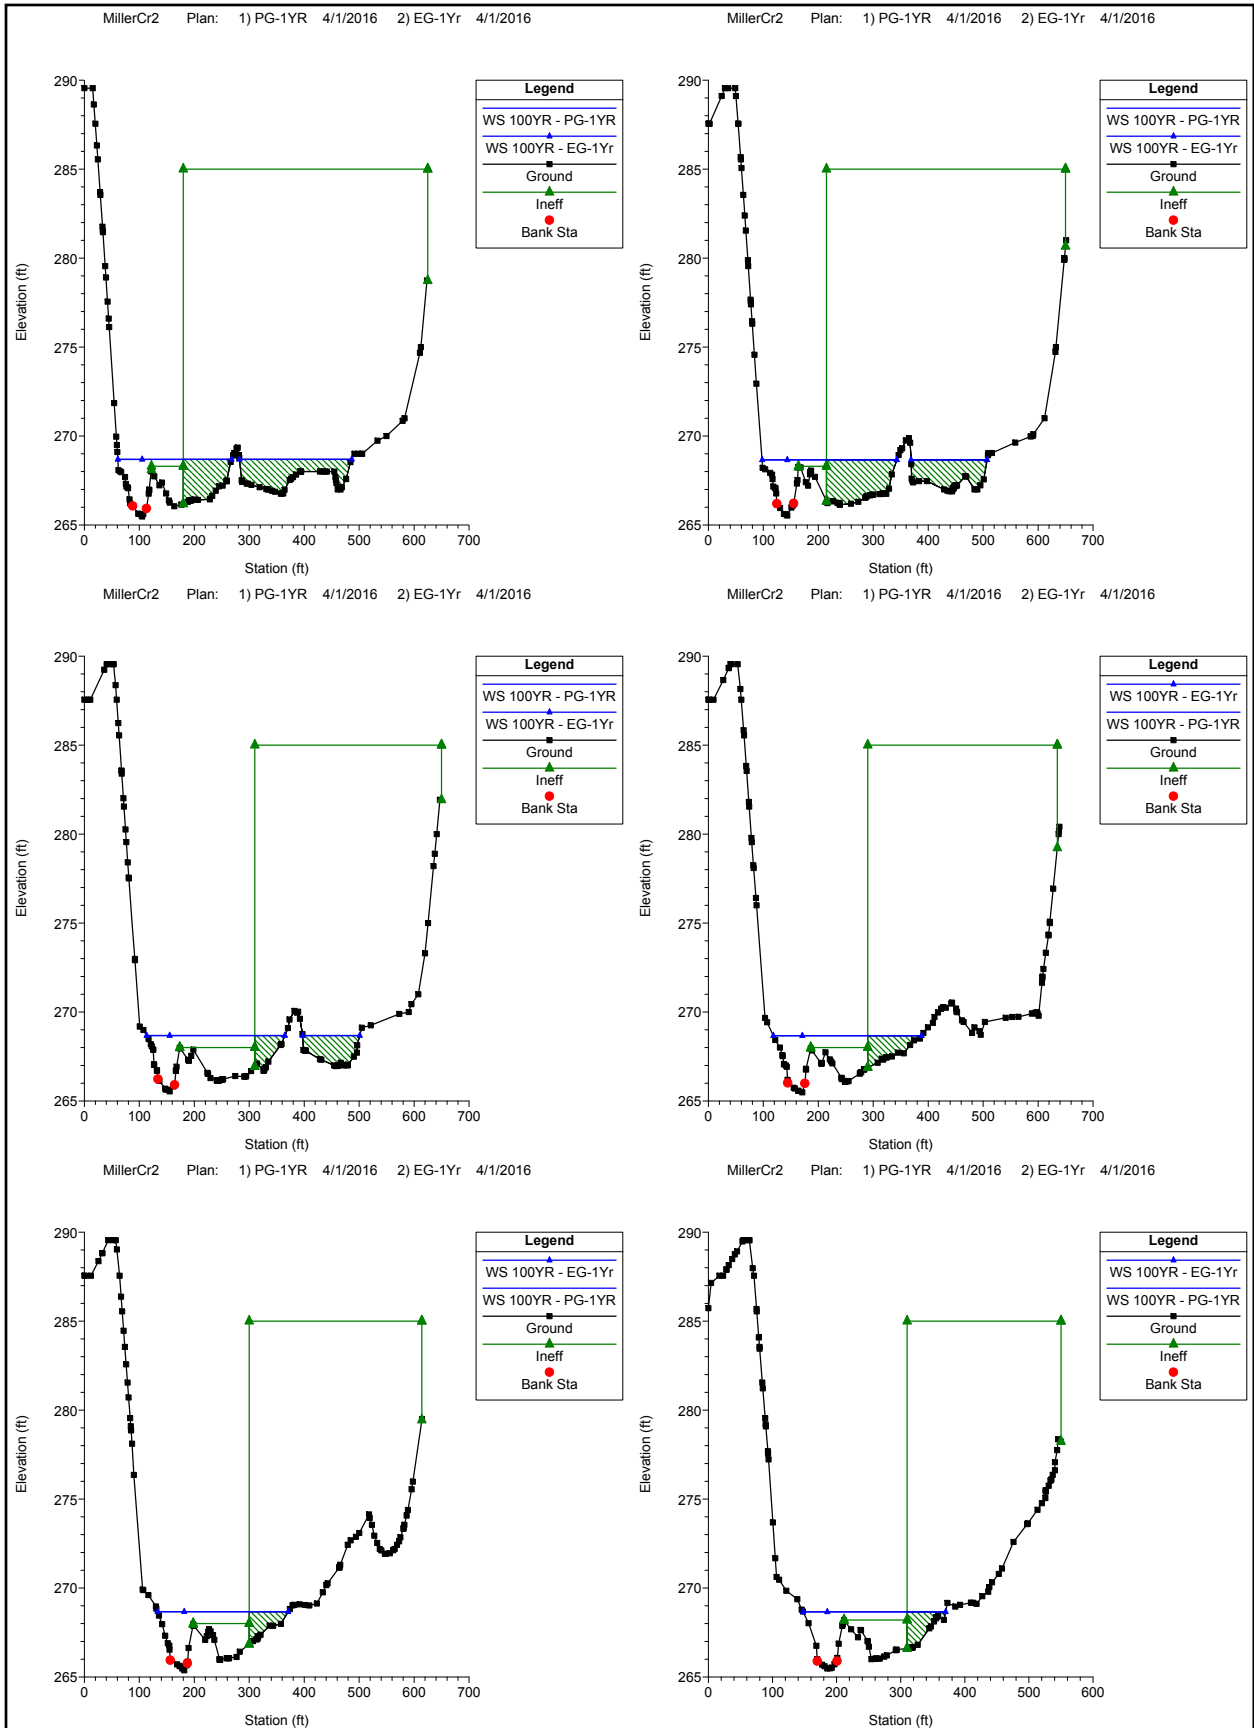 MillerCr2 Plan: 1) PG-1YR 4/1/2016 2) EG-1Yr 4/1/2016
290
285
280
275
270
265
Elevation (ft)
0 100 200 300 400 500 600 700
Station (ft)
Legend
WS 100YR - PG-1YR
WS 100YR - EG-1Yr
Ground
Ineff
Bank Sta
MillerCr2 Plan: 1) PG-1YR 4/1/2016 2) EG-1Yr 4/1/2016
290
285
280
275
270
265
Elevation (ft)
0 100 200 300 400 500 600 700
Station (ft)
Legend
WS 100YR - PG-1YR
WS 100YR - EG-1Yr
Ground
Ineff
Bank Sta
MillerCr2 Plan: 1) PG-1YR 4/1/2016 2) EG-1Yr 4/1/2016
290
285
280
275
270
265
Elevation (ft)
0 100 200 300 400 500 600 700
Station (ft)
Legend
WS 100YR - PG-1YR
WS 100YR - EG-1Yr
Ground
Ineff
Bank Sta
MillerCr2 Plan: 1) PG-1YR 4/1/2016 2) EG-1Yr 4/1/2016
290
285
280
275
270
265
Elevation (ft)
0 100 200 300 400 500 600 700
Station (ft)
Legend
WS 100YR - EG-1Yr
WS 100YR - PG-1YR
Ground
Ineff
Bank Sta
MillerCr2 Plan: 1) PG-1YR 4/1/2016 2) EG-1Yr 4/1/2016
290
285
280
275
270
265
Elevation (ft)
0 100 200 300 400 500 600 700
Station (ft)
Legend
WS 100YR - EG-1Yr
WS 100YR - PG-1YR
Ground
Ineff
Bank Sta
MillerCr2 Plan: 1) PG-1YR 4/1/2016 2) EG-1Yr 4/1/2016
290
285
280
275
270
265
Elevation (ft)
0 100 200 300 400 500 600
Station (ft)
Legend
WS 100YR - EG-1Yr
WS 100YR - PG-1YR
Ground
Ineff
Bank Sta